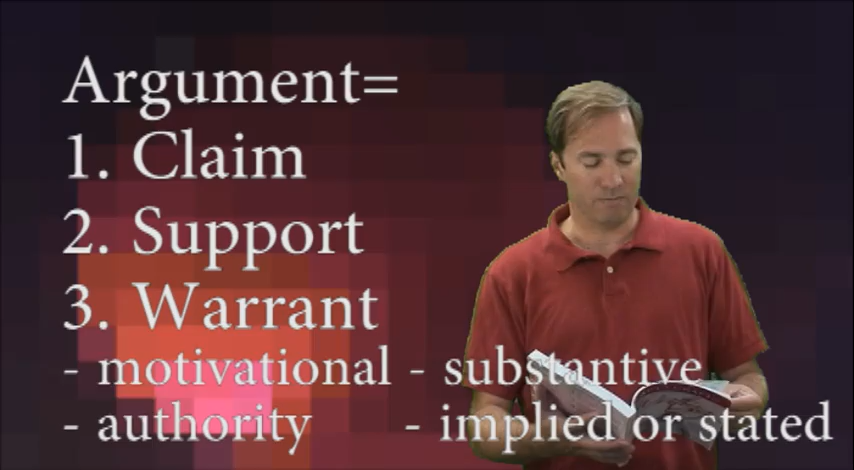 Argument=
1. Claim
2. Support
3. Warrant
- motivational - substantive
- authority - implied or stated